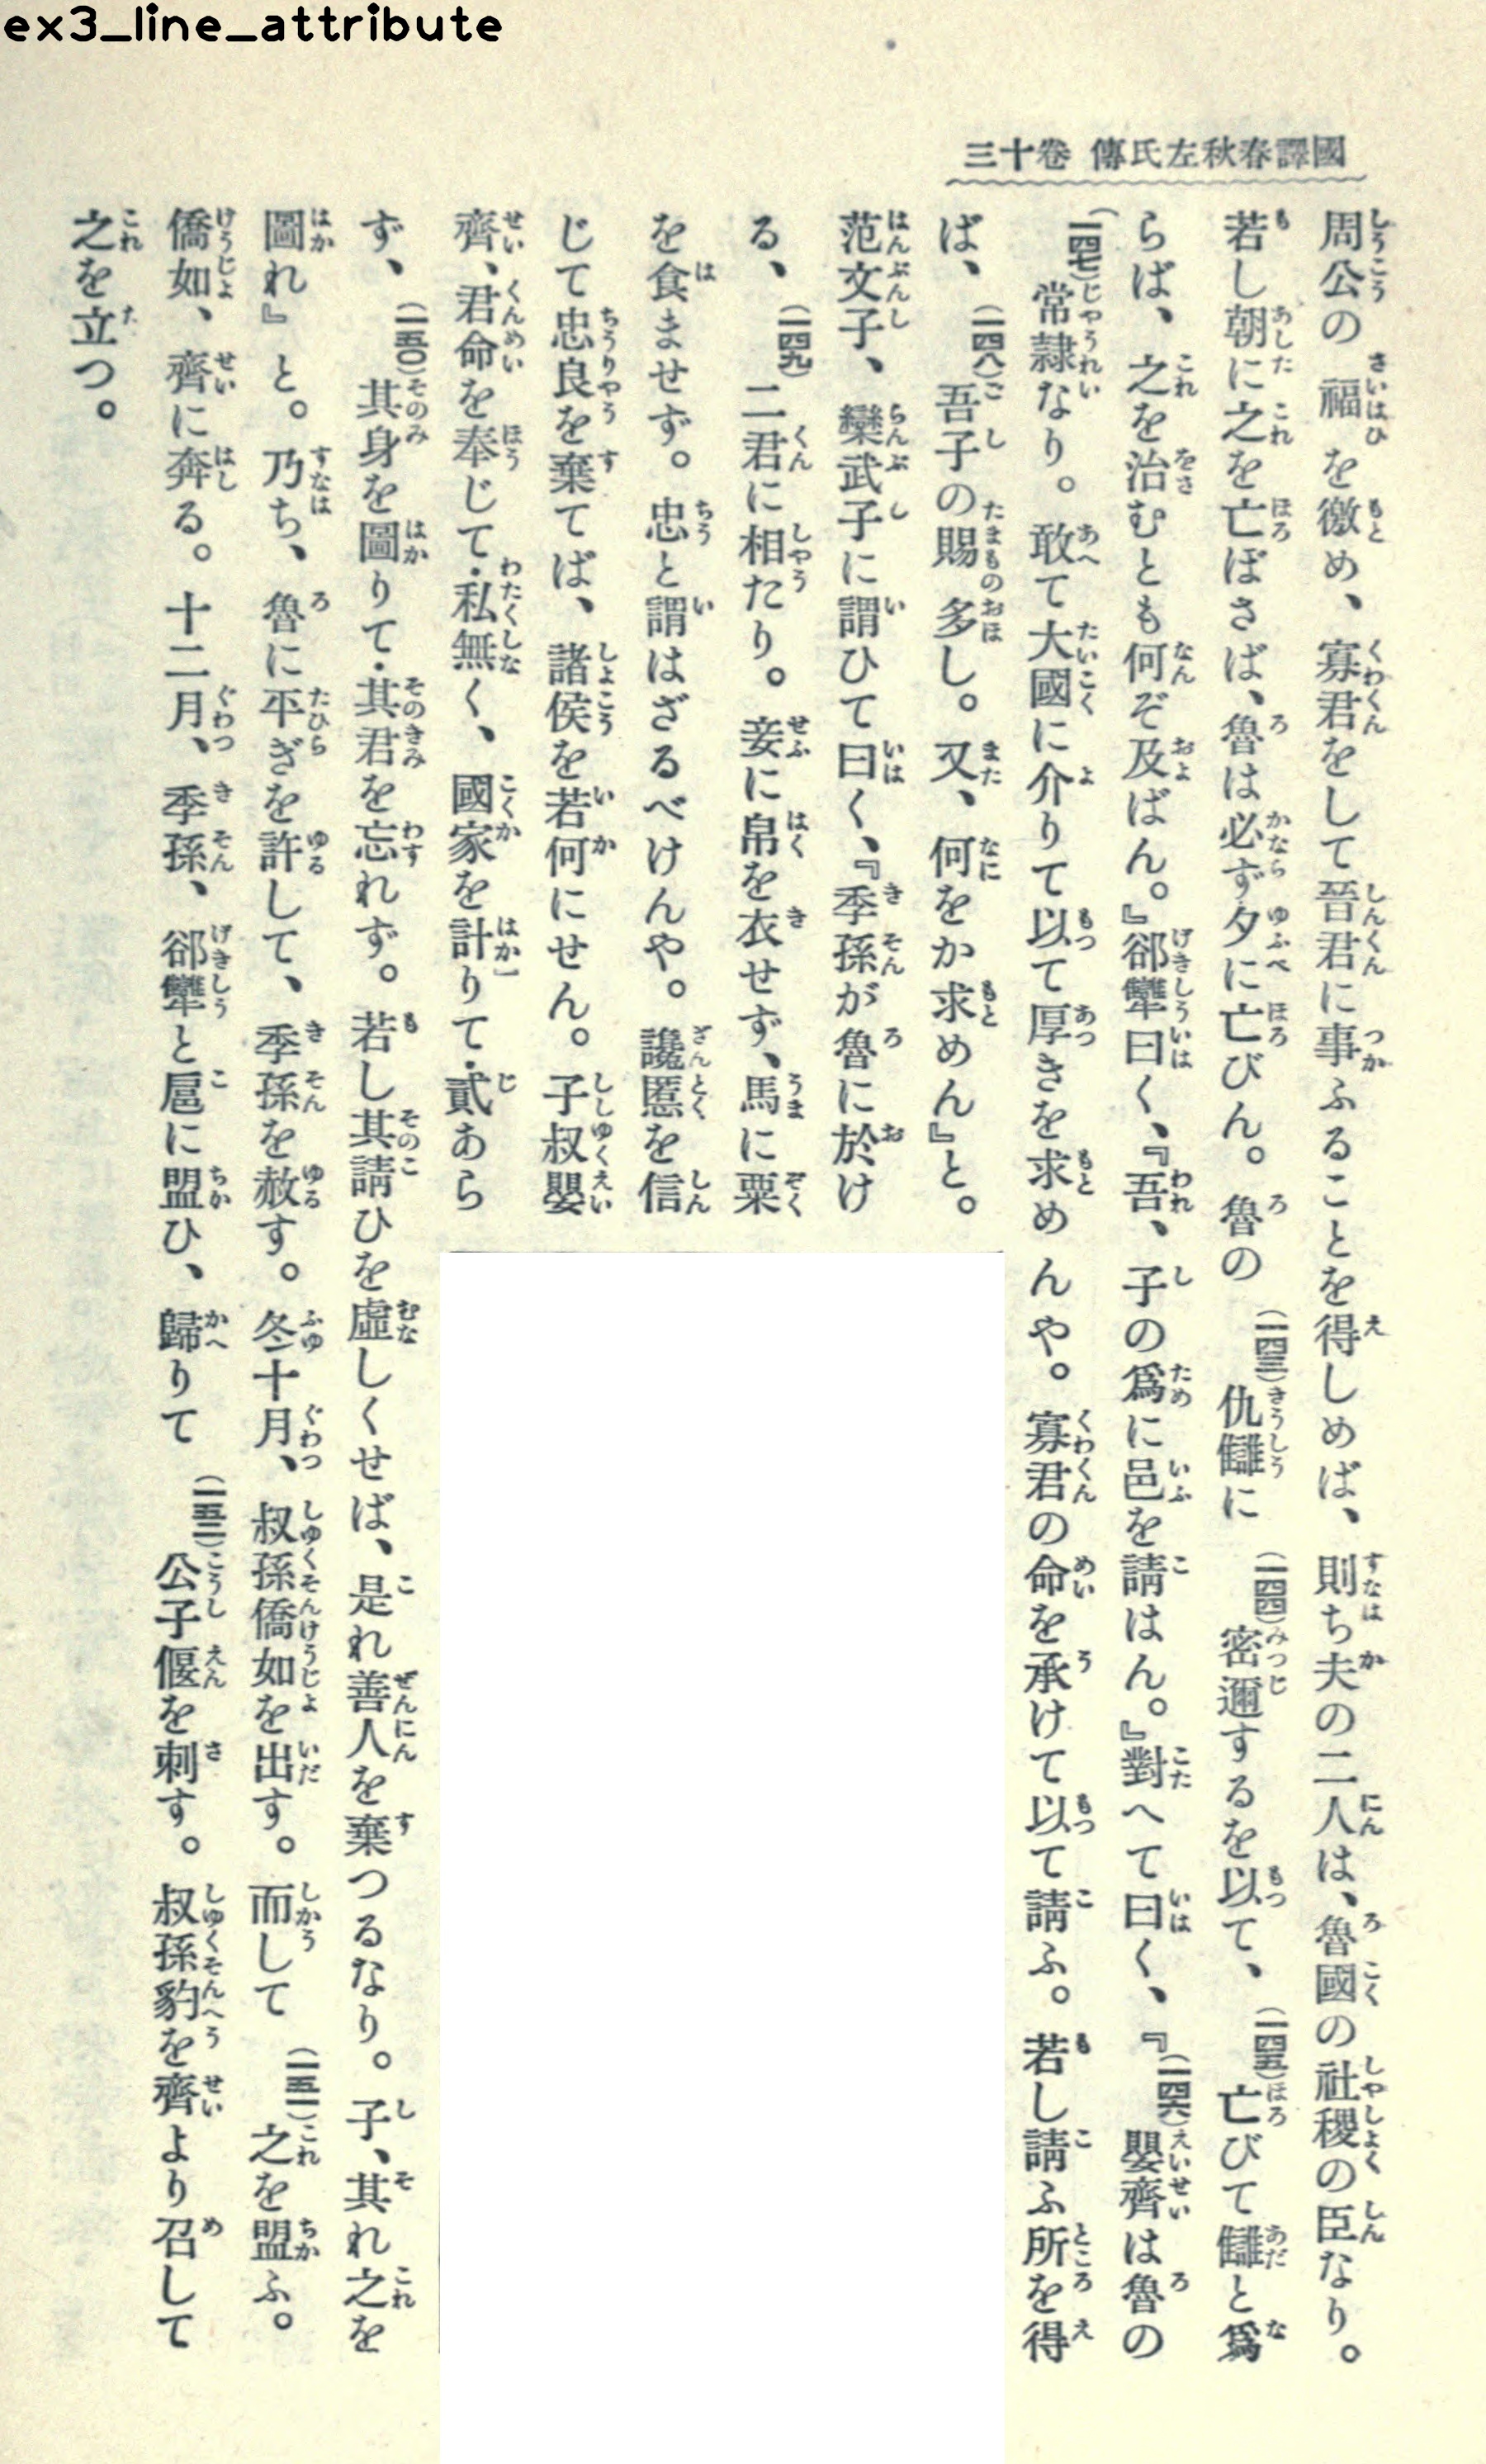 ex3_line_attribute
國譯春秋左氏傳 卷十三
周公の福を徼め、寡君をして晉君に事ふることを得しめば、則ち夫の二人は、魯國の社稷の臣なり。
若し朝に之を亡ぼさば、魯は必ず夕に亡びん。魯の(一四三)仇讎に(一四四)密邇するを以て、(一四五)亡びて讎と爲
らば、之を治むとも何ぞ及ばん。』郤犨曰く、『吾、子の爲に邑を請はん。』對へて曰く、『(一四六)嬰齊は魯の
(一四七)常隷なり。敢て大國に介りて以て厚きを求めんや。寡君の命を承けて以て請ふ。若し請ふ所を得
ば、(一四八)吾子の賜多し。又、何をか求めん』と。
范文子、欒武子に謂ひて曰く、『季孫が魯に於け
る、(一四九)二君に相たり。妾に帛を衣せず、馬に粟
を食ませず。忠と謂はざるべけんや。讒慝を信
じて忠良を棄てば、諸侯を若何にせん。子叔嬰
齊、君命を奉じて・私無く、國家を計りて・貳あら
ず、(一五〇)其身を圖りて・其君を忘れず。若し其請ひを虛しくせば、是れ善人を棄つるなり。子、其れ之を
圖れ』と。乃ち、魯に平ぎを許して、季孫を赦す。冬十月、叔孫僑如を出す。而して(一五一)之を盟ふ。
僑如、齊に奔る。十二月、季孫、郤犨と扈に盟ひ、歸りて(一五二)公子偃を刺す。叔孫豹を齊より召して
之を立つ。